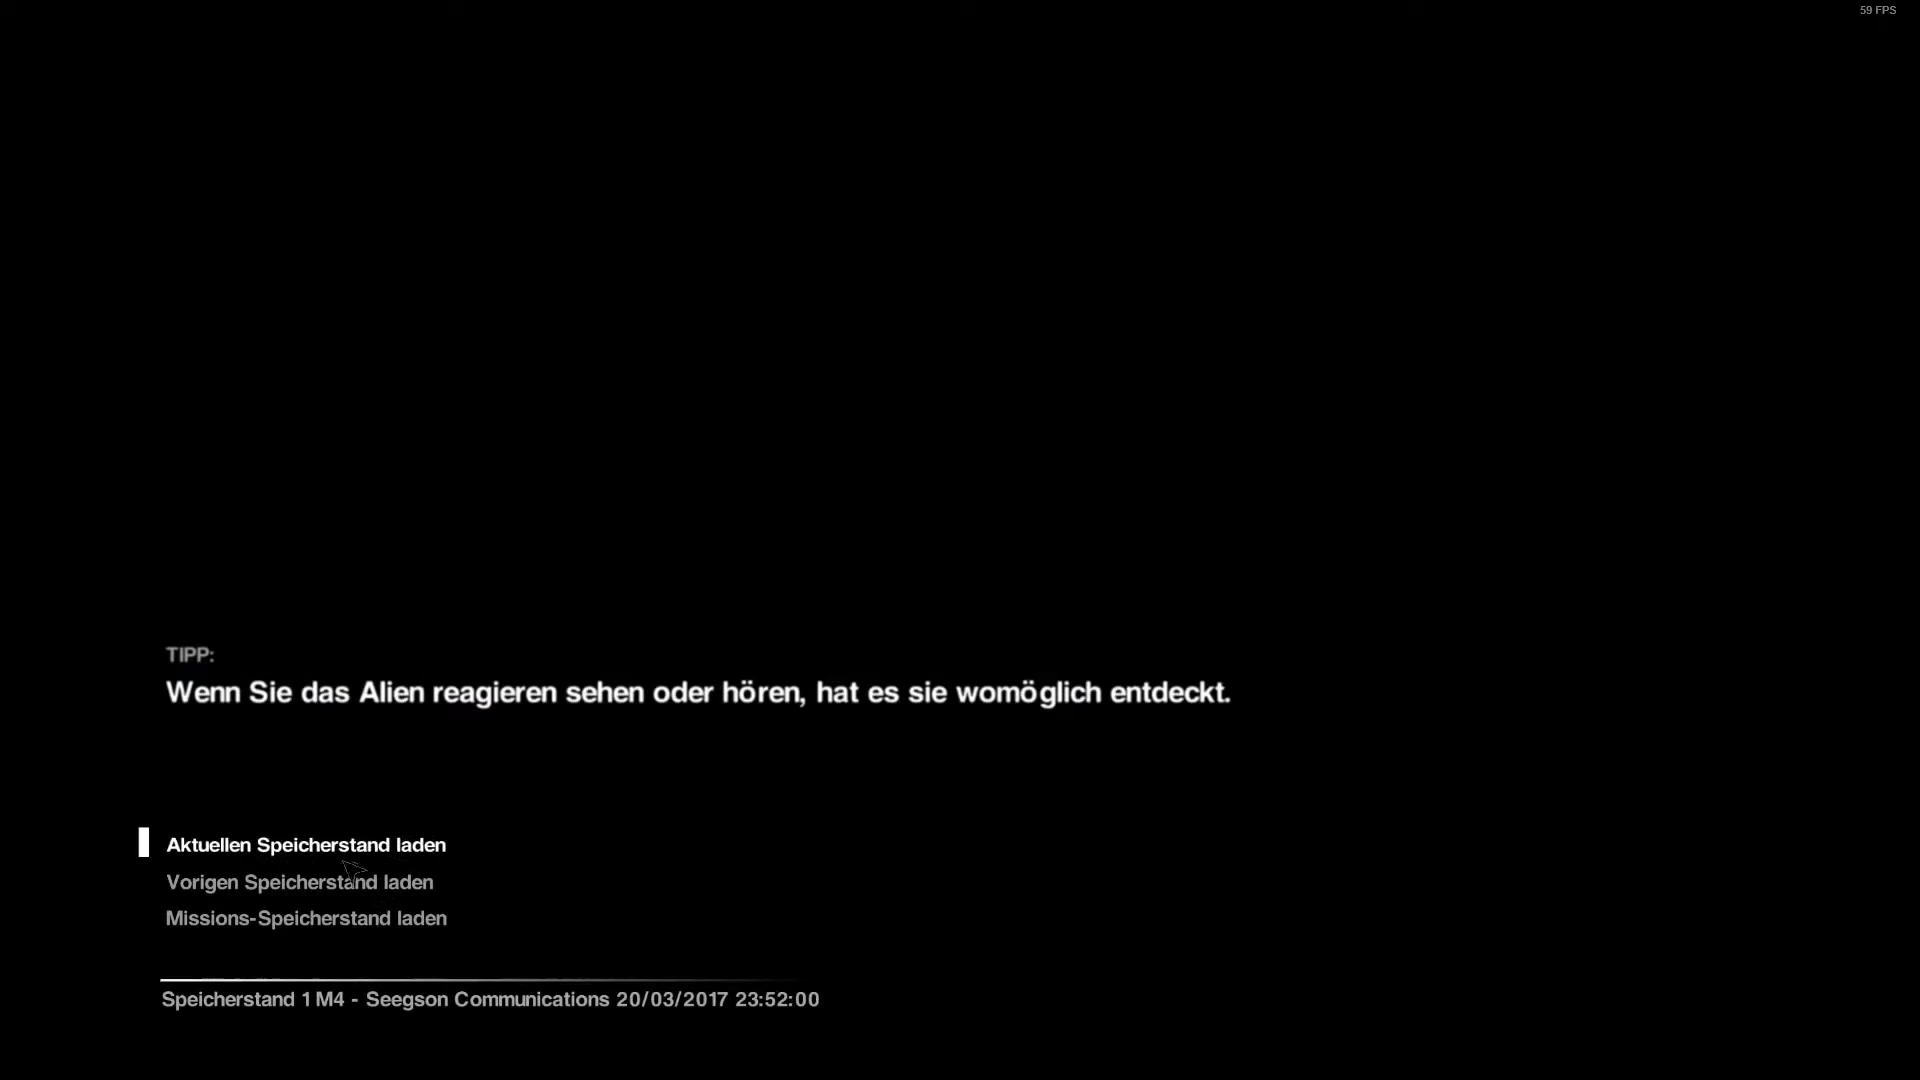 59 FPS
TIPP:
Wenn Sie das Alien reagieren sehen oder hören, hat es sie womöglich entdeckt.
Aktuellen Speicherstand laden
Vorigen Speicherstand laden
Missions-Speicherstand laden
Speicherstand 1 M4 - Seegson Communications 20/03/2017 23:52:00